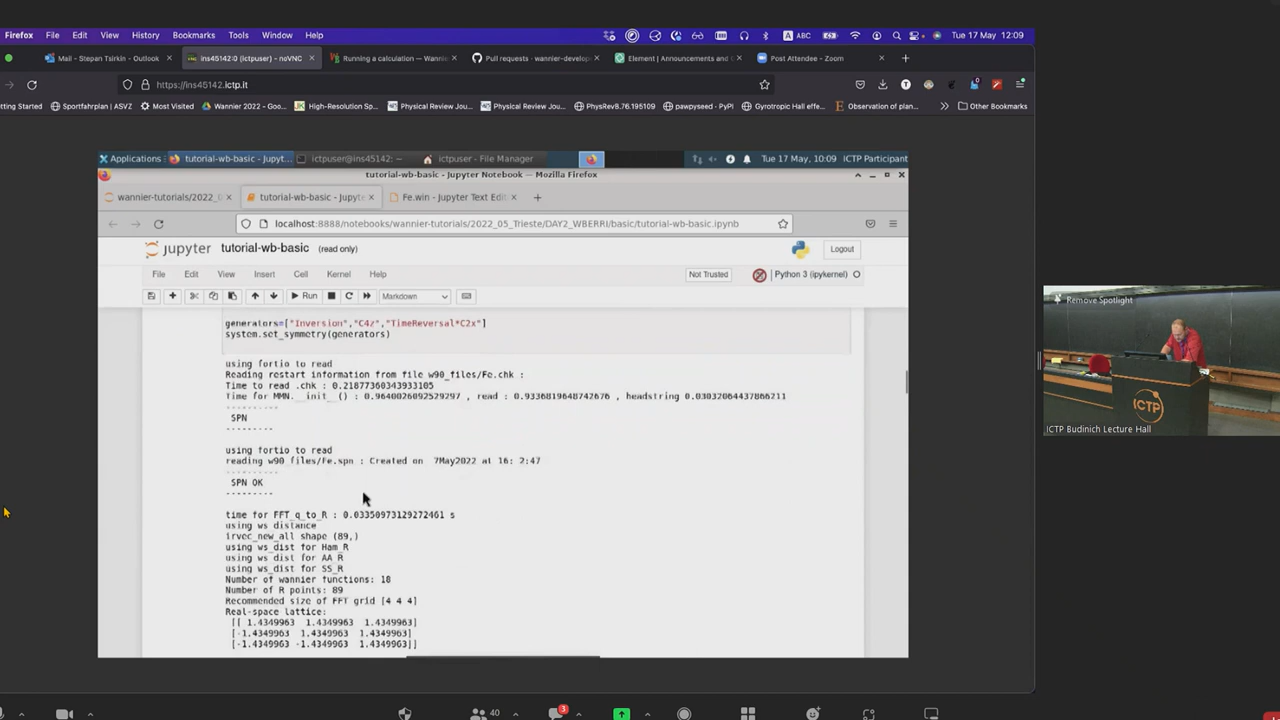 Firefox File Edit View History Bookmarks Tools Window Help ABC Tue 17 May 12:09
Mail - Stepan Tsirkin - Outlook ins45142:0 (ictpuser) - noVNC Running a calculation — Wanni Pull requests · wannier-develop Element | Announcements and G Post Attendee - Zoom
https://ins45142.ictp.it
tting Started Sportfahrplan | ASVZ Most Visited Wannier 2022 - Goo... High-Resolution Sp... Physical Review Jou... Physical Review Jou... PhysRevB.76.195109 pawpyseed - PyPI Gyrotropic Hall effe... Observation of plan... Other Bookmarks
Applications tutorial-wb-basic - Jupyt... ictpuser@ins45142: ~ ictpuser - File Manager Tue 17 May, 10:09 ICTP Participant
tutorial-wb-basic - Jupyter Notebook — Mozilla Firefox
wannier-tutorials/2022_0 tutorial-wb-basic - Jupyte Fe.win - Jupyter Text Edit
localhost:8888/notebooks/wannier-tutorials/2022_05_Trieste/DAY2_WBERRI/basic/tutorial-wb-basic.ipynb
jupyter tutorial-wb-basic (read only) Logout
File Edit View Insert Cell Kernel Help Not Trusted Python 3 (ipykernel)
Run Markdown
generators=["Inversion","C4z","TimeReversal*C2x"]
system.set_symmetry(generators)
using fortio to read
Reading restart information from file w90_files/Fe.chk :
Time to read .chk : 0.21877360343933105
Time for MMN.__init__() : 0.9640026092529297 , read : 0.9336819648742676 , headstring 0.03032064437866211
----------
SPN
---------
using fortio to read
reading w90_files/Fe.spn : Created on 7May2022 at 16: 2:47
----------
SPN OK
---------
time for FFT_q_to_R : 0.03350973129272461 s
using ws_distance
irvec_new_all shape (89,)
using ws_dist for Ham_R
using ws_dist for AA_R
using ws_dist for SS_R
Number of wannier functions: 18
Number of R points: 89
Recommended size of FFT grid [4 4 4]
Real-space lattice:
[[ 1.4349963 1.4349963 1.4349963]
[-1.4349963 1.4349963 1.4349963]
[-1.4349963 -1.4349963 1.4349963]]
Remove Spotlight
ICTP
ICTP Budinich Lecture Hall
40 3